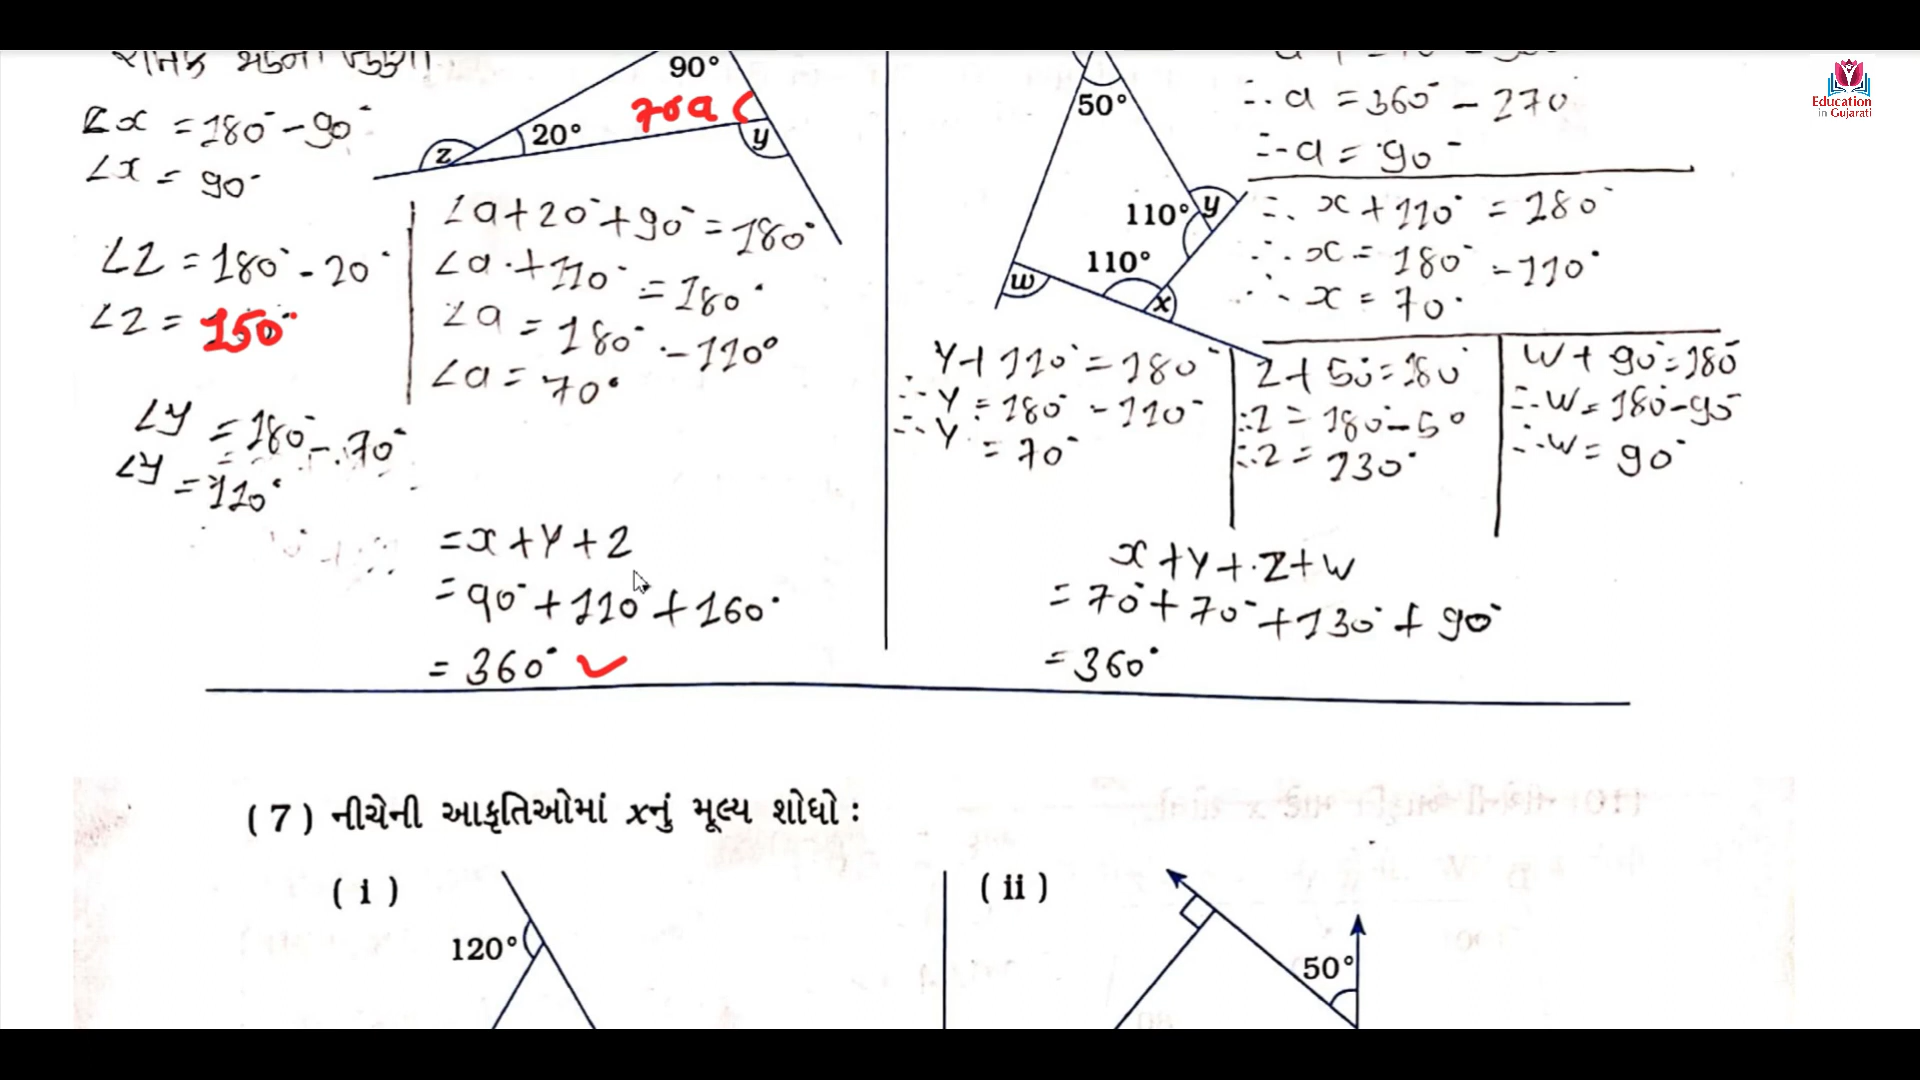 ∠x = 180° - 90°
∠x = 90°
90°
70 a
20°
z
y
∠a + 20° + 90° = 180°
∠a + 110° = 180°
∠a = 180° - 110°
∠a = 70°
∠z = 180° - 20°
∠z = 150°
∠y = 180° - 70°
∠y = 110°
= x + y + z
= 90° + 110° + 160°
= 360° ✓
50°
110°
y
110°
w
x
∴ a = 360° - 270
∴ a = 90°
∴ x + 110° = 180°
∴ x = 180° - 110°
∴ x = 70°
y + 110° = 180°
∴ y = 180° - 110°
∴ y = 70°
z + 50 = 180°
∴ z = 180° - 50
∴ z = 130°
w + 90° = 180°
∴ w = 180° - 90°
∴ w = 90°
x + y + z + w
= 70° + 70° + 130° + 90°
= 360°
Education
in Gujarati
( 7 ) નીચેની આકૃતિઓમાં xનું મૂલ્ય શોધો :
( i )
120°
( ii )
50°